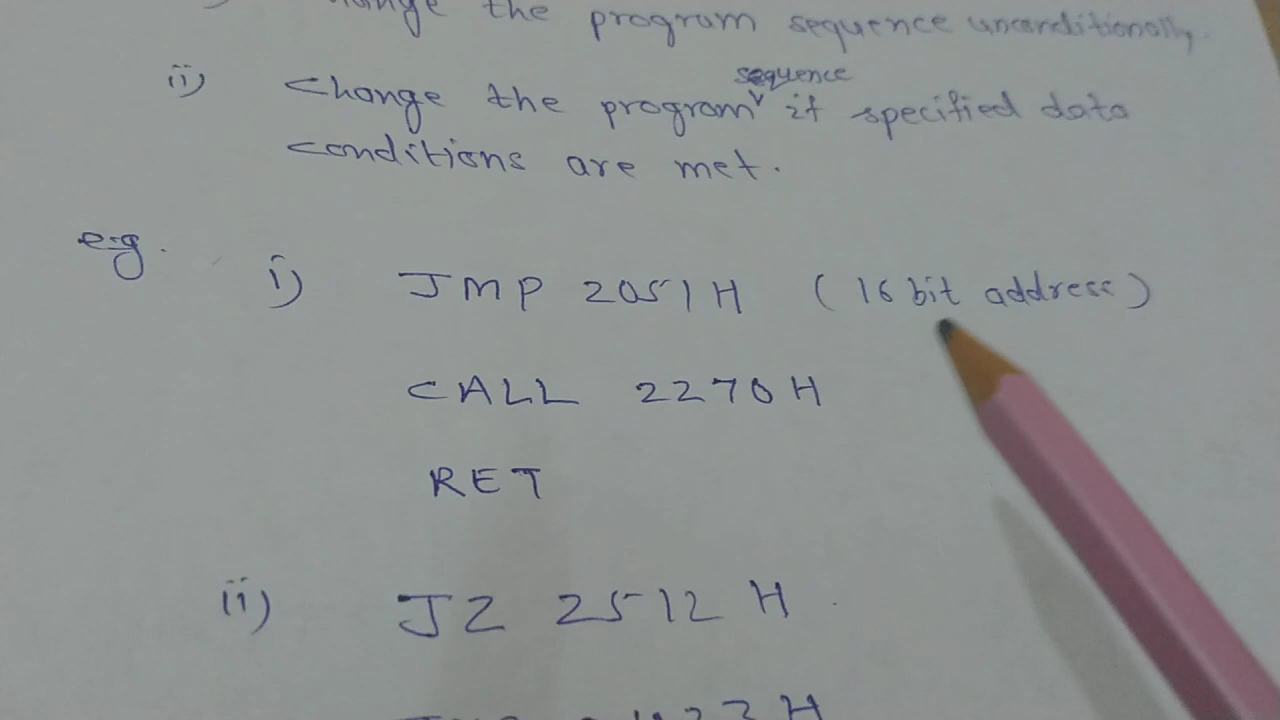 the program sequence unconditionally
ii) Change the program sequence if specified data
conditions are met.
e.g. i) JMP 2051H (16 bit address)
CALL 2270H
RET
ii) JZ 2512 H